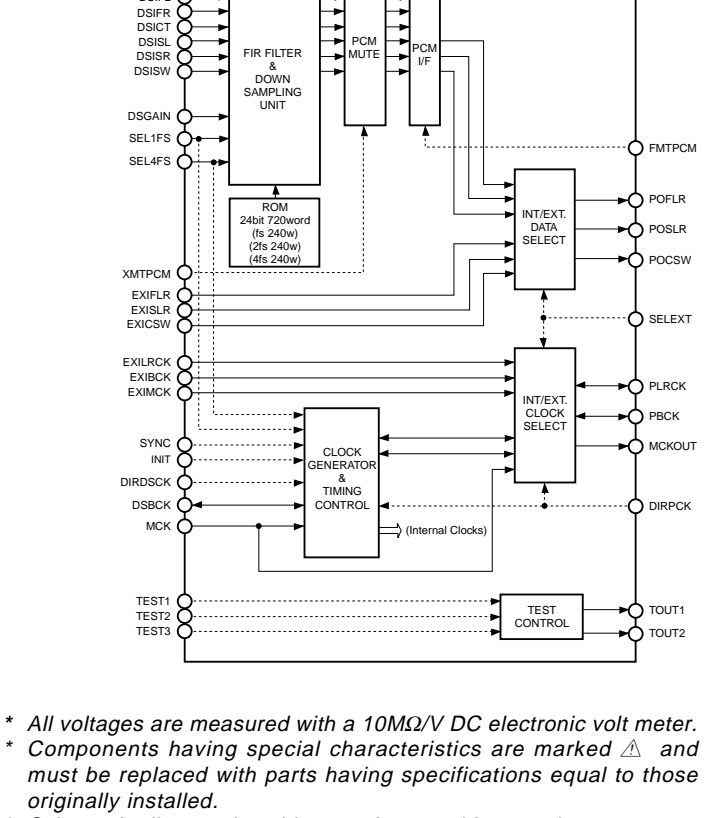 DSIFR
DSICT
DSISL
DSISR
DSISW
DSGAIN
SEL1FS
SEL4FS
FIR FILTER
&
DOWN
SAMPLING
UNIT
PCM
MUTE
PCM
I/F
FMTPCM
ROM
24bit 720word
(fs 240w)
(2fs 240w)
(4fs 240w)
INT/EXT.
DATA
SELECT
POFLR
POSLR
POCSW
XMTPCM
EXIFLR
EXISLR
EXICSW
SELEXT
EXILRCK
EXIBCK
EXIMCK
INT/EXT.
CLOCK
SELECT
PLRCK
PBCK
MCKOUT
SYNC
INIT
DIRDSCK
DSBCK
MCK
CLOCK
GENERATOR
&
TIMING
CONTROL
(Internal Clocks)
DIRPCK
TEST1
TEST2
TEST3
TEST
CONTROL
TOUT1
TOUT2
* All voltages are measured with a 10MΩ/V DC electronic volt meter.
* Components having special characteristics are marked ⚠ and
must be replaced with parts having specifications equal to those
originally installed.